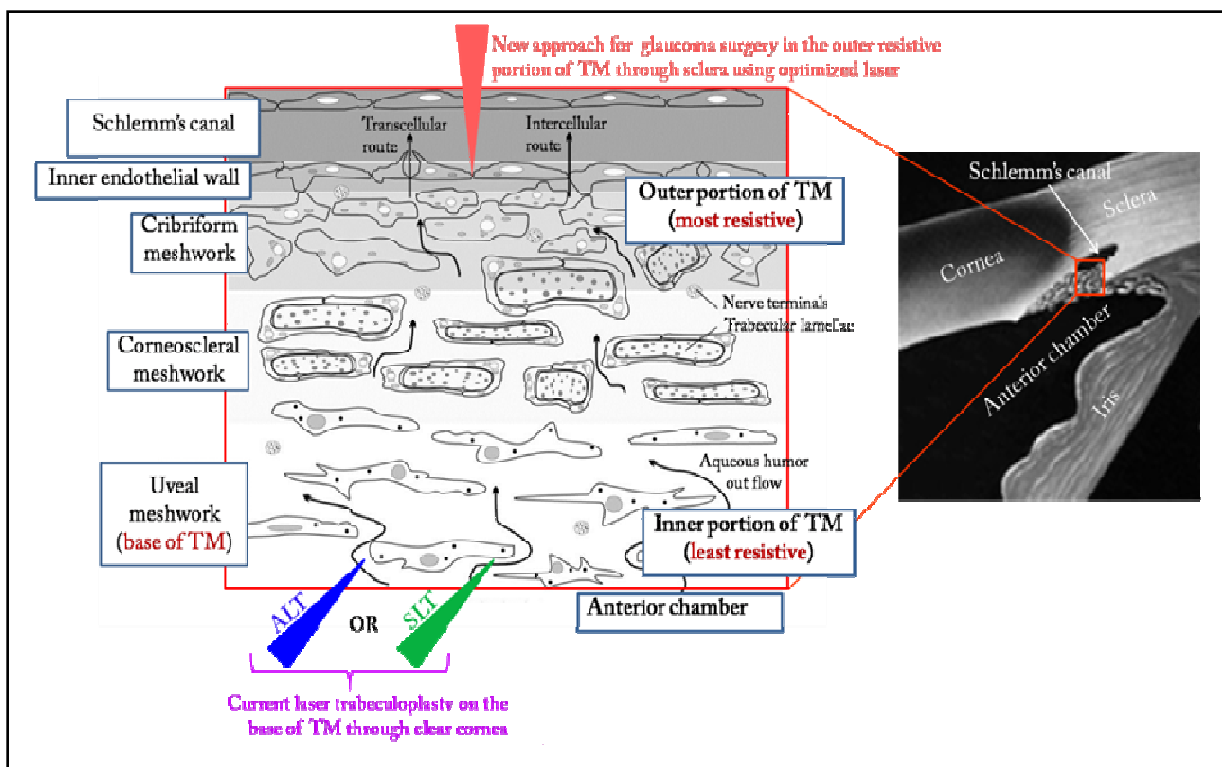 New approach for glaucoma surgery in the outer resistive
portion of TM through sclera using optimized laser
Schlemm's canal
Transcellular
route
Intercellular
route
Inner endothelial wall
Outer portion of TM
(most resistive)
Cribriform
meshwork
Nerve terminals
Trabecular lamellae
Corneoscleral
meshwork
Aqueous humor
out flow
Uveal
meshwork
(base of TM)
Inner portion of TM
(least resistive)
Anterior chamber
ALT
OR
SLT
Current laser trabeculoplasty on the
base of TM through clear cornea
Schlemm's canal
Sclera
Cornea
Anterior chamber
Iris